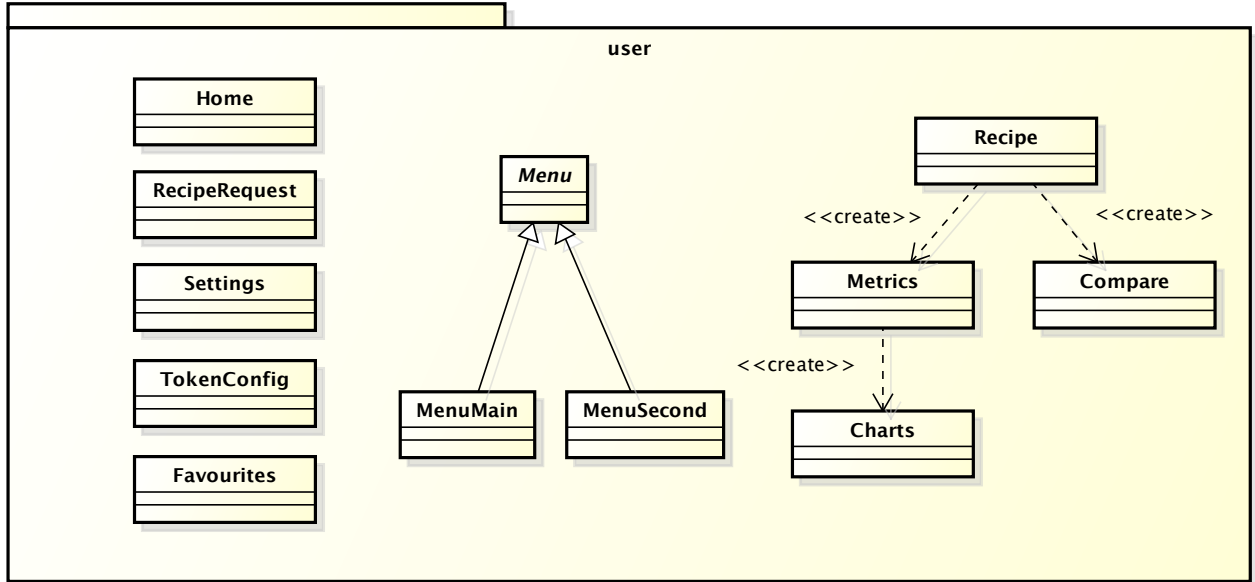 user
Home
RecipeRequest
Settings
TokenConfig
Favourites
Menu
MenuMain
MenuSecond
Recipe
<<create>>
<<create>>
Metrics
Compare
<<create>>
Charts